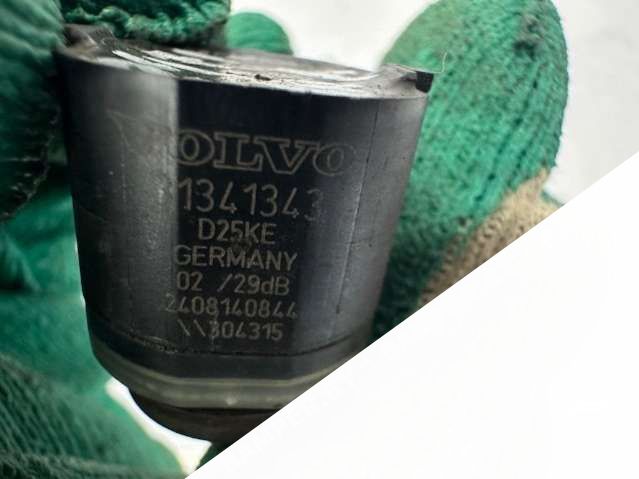 VOLVO
1341343
D25KE
GERMANY
02 /29dB
2408140844
\\304315